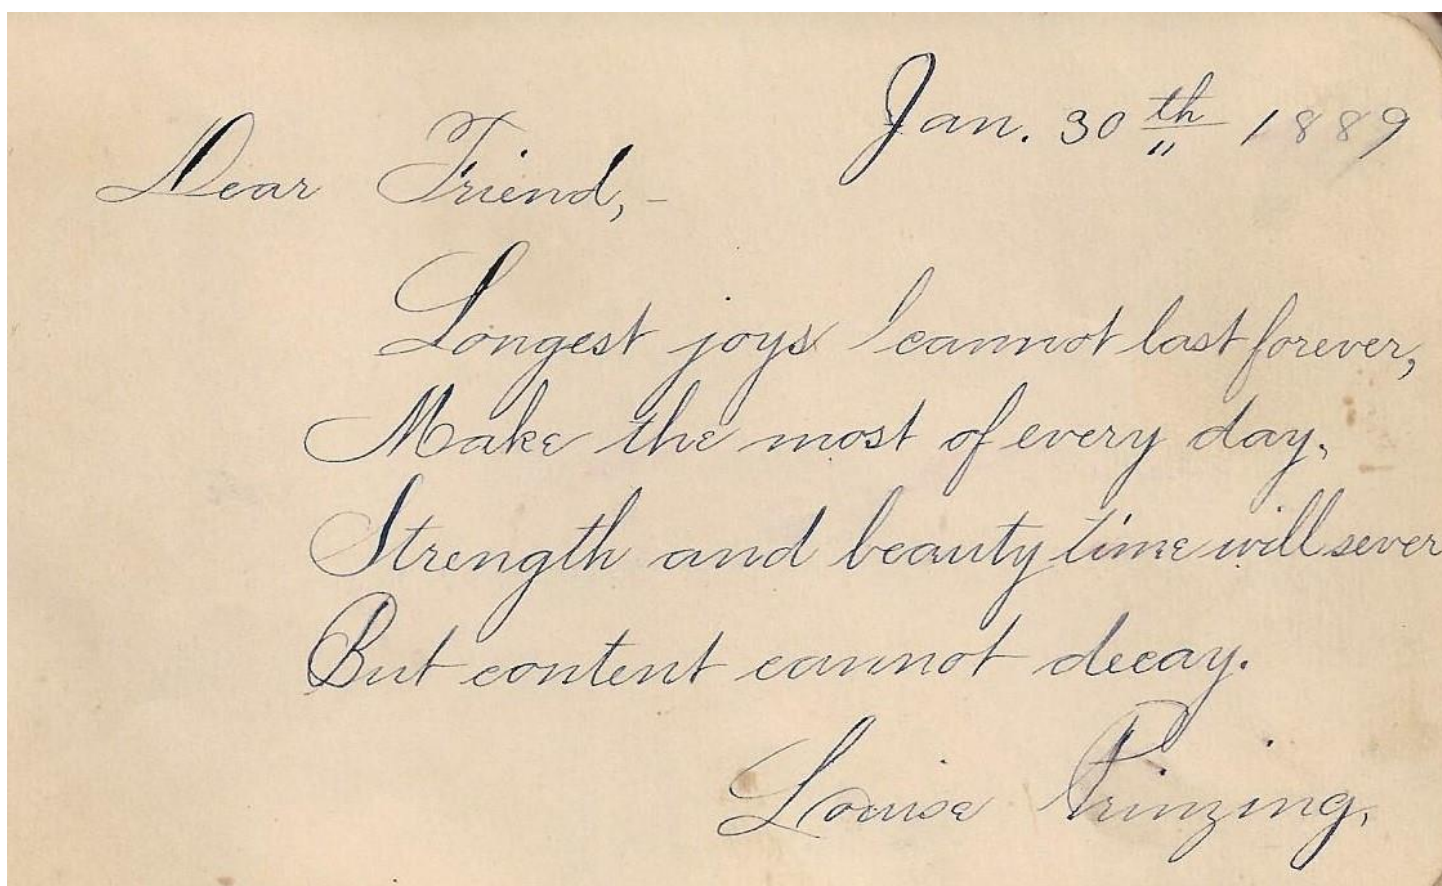 Jan. 30th 1889
Dear Friend,-
Longest joys cannot last forever,
Make the most of every day,
Strength and beauty time will sever
But content cannot decay.
Louise Prinzing.